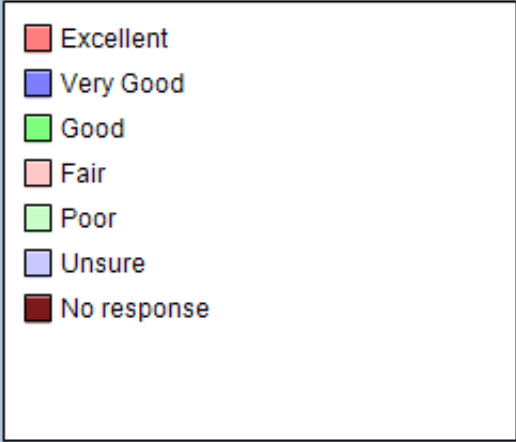 Excellent
Very Good
Good
Fair
Poor
Unsure
No response